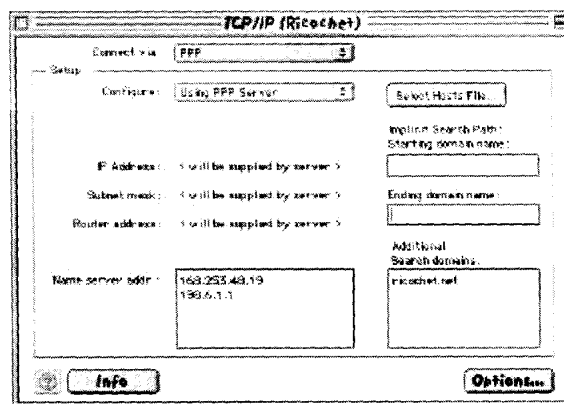 TCP/IP (Ricochet)
Connect via: PPP
Setup
Configure: Using PPP Server
Select Hosts File...
Implicit Search Path:
Starting domain name:
IP Address: < will be supplied by server >
Subnet mask: < will be supplied by server >
Ending domain name:
Router address: < will be supplied by server >
Additional
Search domains:
Name server addr.: 168.253.48.19
198.6.1.1
ricochet.net
?
Info
Options...